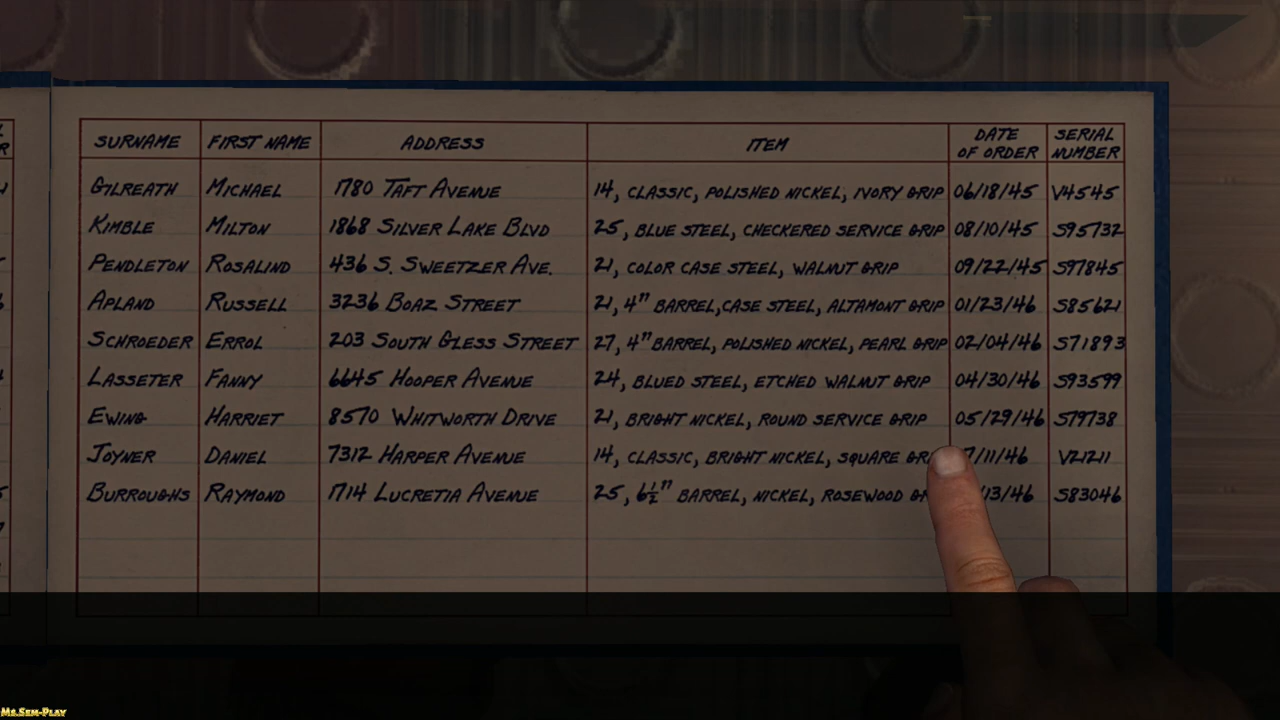 SURNAME FIRST NAME ADDRESS ITEM DATE OF ORDER SERIAL NUMBER
GILREATH MICHAEL 1780 TAFT AVENUE 14, CLASSIC, POLISHED NICKEL, IVORY GRIP 06/18/45 V4545
KIMBLE MILTON 1868 SILVER LAKE BLVD 25, BLUE STEEL, CHECKERED SERVICE GRIP 08/10/45 S95732
PENDLETON ROSALIND 436 S. SWEETZER AVE. 21, COLOR CASE STEEL, WALNUT GRIP 09/22/45 S97845
APLAND RUSSELL 3236 BOAZ STREET 21, 4" BARREL, CASE STEEL, ALTAMONT GRIP 01/23/46 S85621
SCHROEDER ERROL 203 SOUTH GLESS STREET 27, 4" BARREL, POLISHED NICKEL, PEARL GRIP 02/04/46 S71893
LASSETER FANNY 6645 HOOPER AVENUE 24, BLUED STEEL, ETCHED WALNUT GRIP 04/30/46 S93599
EWING HARRIET 8570 WHITWORTH DRIVE 21, BRIGHT NICKEL, ROUND SERVICE GRIP 05/29/46 S79738
JOYNER DANIEL 7312 HARPER AVENUE 14, CLASSIC, BRIGHT NICKEL, SQUARE GR 7/11/46 V21211
BURROUGHS RAYMOND 1714 LUCRETIA AVENUE 25, 6½" BARREL, NICKEL, ROSEWOOD GR 13/46 S83046
MS.SEM-PLAY